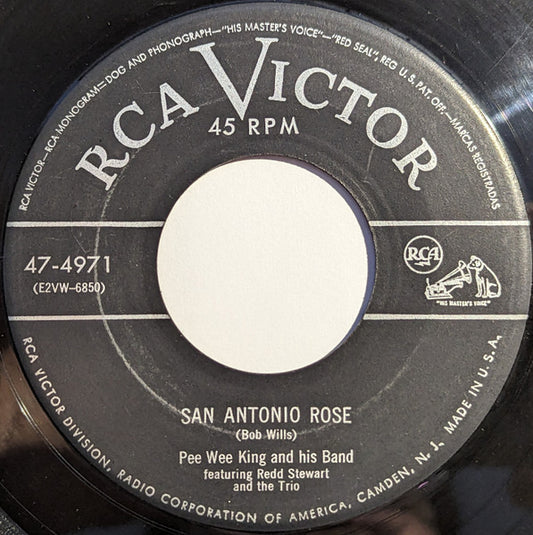 RCA VICTOR—RCA MONOGRAM—DOG AND PHONOGRAPH—"HIS MASTER'S VOICE"—"RED SEAL", REG U.S. PAT. OFF.—MARCAS REGISTRADAS
RCA VICTOR
45 RPM
47-4971
(E2VW-6850)
RCA
"HIS MASTER'S VOICE"
SAN ANTONIO ROSE
(Bob Wills)
Pee Wee King and his Band
featuring Redd Stewart
and the Trio
RCA VICTOR DIVISION, RADIO CORPORATION OF AMERICA, CAMDEN, N. J. MADE IN U.S.A.